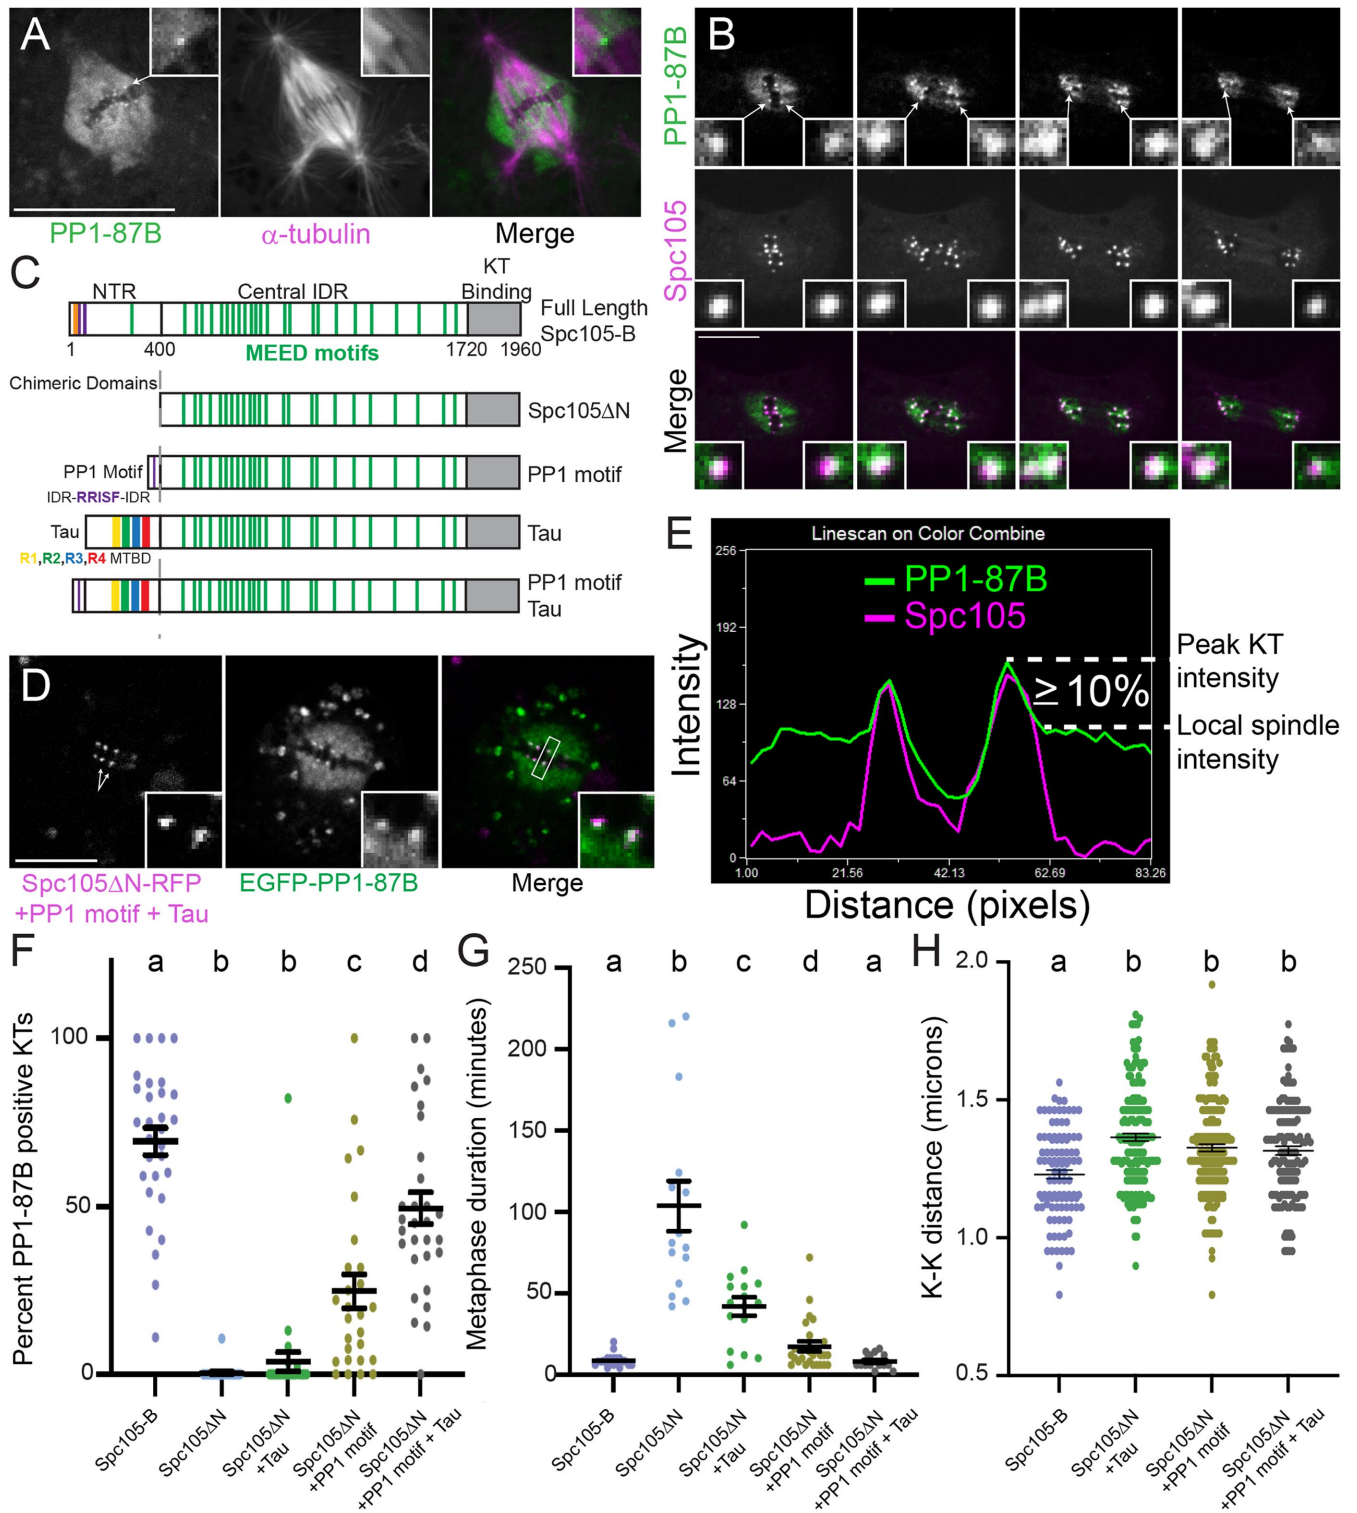 A
PP1-87B
α-tubulin
Merge
B
PP1-87B
Spc105
Merge
C
NTR
Central IDR
KT
Binding
Full Length
Spc105-B
1
400
MEED motifs
1720
1960
Chimeric Domains
Spc105ΔN
PP1 Motif
IDR-RRISF-IDR
PP1 motif
Tau
R1,R2,R3,R4 MTBD
Tau
PP1 motif
Tau
D
Spc105ΔN-RFP
+PP1 motif + Tau
EGFP-PP1-87B
Merge
E
Linescan on Color Combine
PP1-87B
Spc105
Intensity
256
192
128
64
0
1.00
21.56
42.13
62.69
83.26
Distance (pixels)
≥ 10%
Peak KT
intensity
Local spindle
intensity
F
Percent PP1-87B positive KTs
100
50
0
a
b
b
c
d
Spc105-B
Spc105ΔN
Spc105ΔN
+Tau
Spc105ΔN
+PP1 motif
Spc105ΔN
+PP1 motif + Tau
G
Metaphase duration (minutes)
250
200
150
100
50
0
a
b
c
d
a
Spc105-B
Spc105ΔN
Spc105ΔN
+Tau
Spc105ΔN
+PP1 motif
Spc105ΔN
+PP1 motif + Tau
H
K-K distance (microns)
2.0
1.5
1.0
0.5
a
b
b
b
Spc105-B
Spc105ΔN
+Tau
Spc105ΔN
+PP1 motif
Spc105ΔN
+PP1 motif + Tau